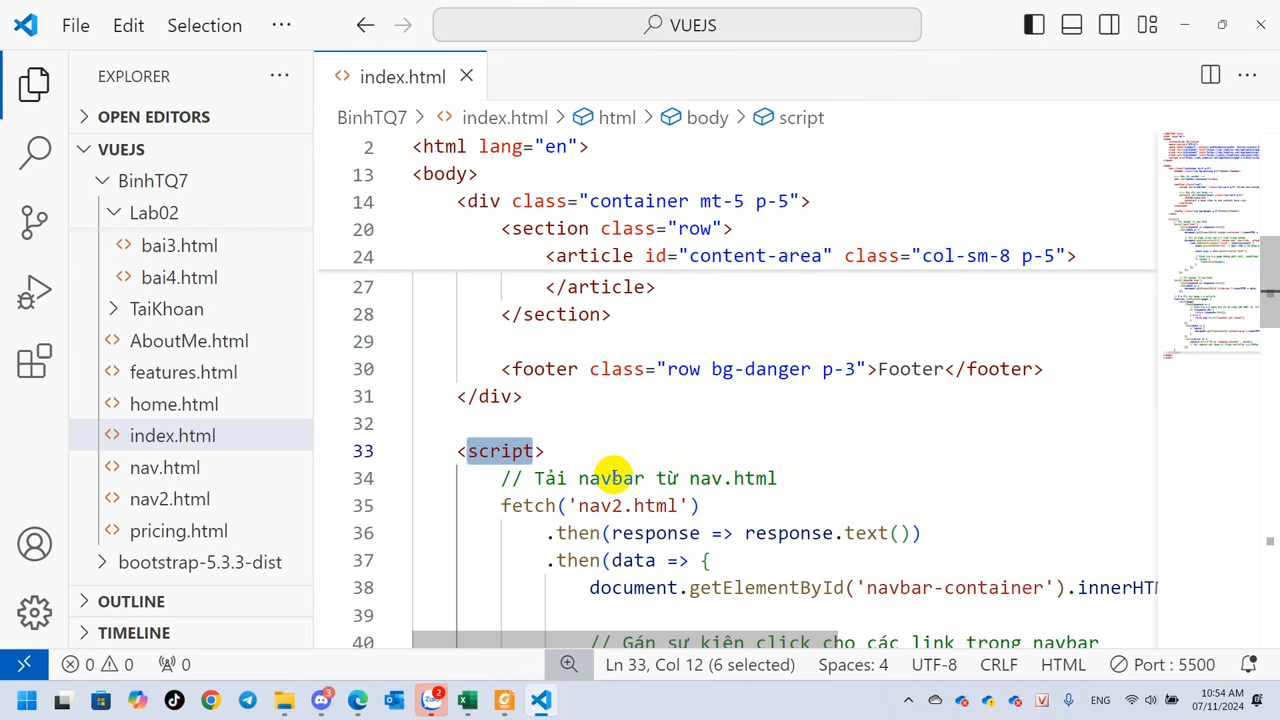 File Edit Selection ··· VUEJS
EXPLORER ···
OPEN EDITORS
VUEJS
BinhTQ7
Lab02
bai3.html
bai4.html
TaiKhoan
AboutMe.html
features.html
home.html
index.html
nav.html
nav2.html
pricing.html
bootstrap-5.3.3-dist
OUTLINE
TIMELINE
index.html
BinhTQ7 > index.html > html > body > script
2 <html lang="en">
13 <body>
14 <div class="container mt-5 p-5">
20 <section class="row">
24 <article id="content-area" class="col-sm-8 p-5">
27 </article>
28 </section>
29
30 <footer class="row bg-danger p-3">Footer</footer>
31 </div>
32
33 <script>
34 // Tải navbar từ nav.html
35 fetch('nav2.html')
36 .then(response => response.text())
37 .then(data => {
38 document.getElementById('navbar-container').innerHTM
39
40 // Gán sự kiện click cho các link trong navbar
0 0 0 Ln 33, Col 12 (6 selected) Spaces: 4 UTF-8 CRLF HTML Port : 5500
Zalo 2 ENG 10:54 AM
07/11/2024